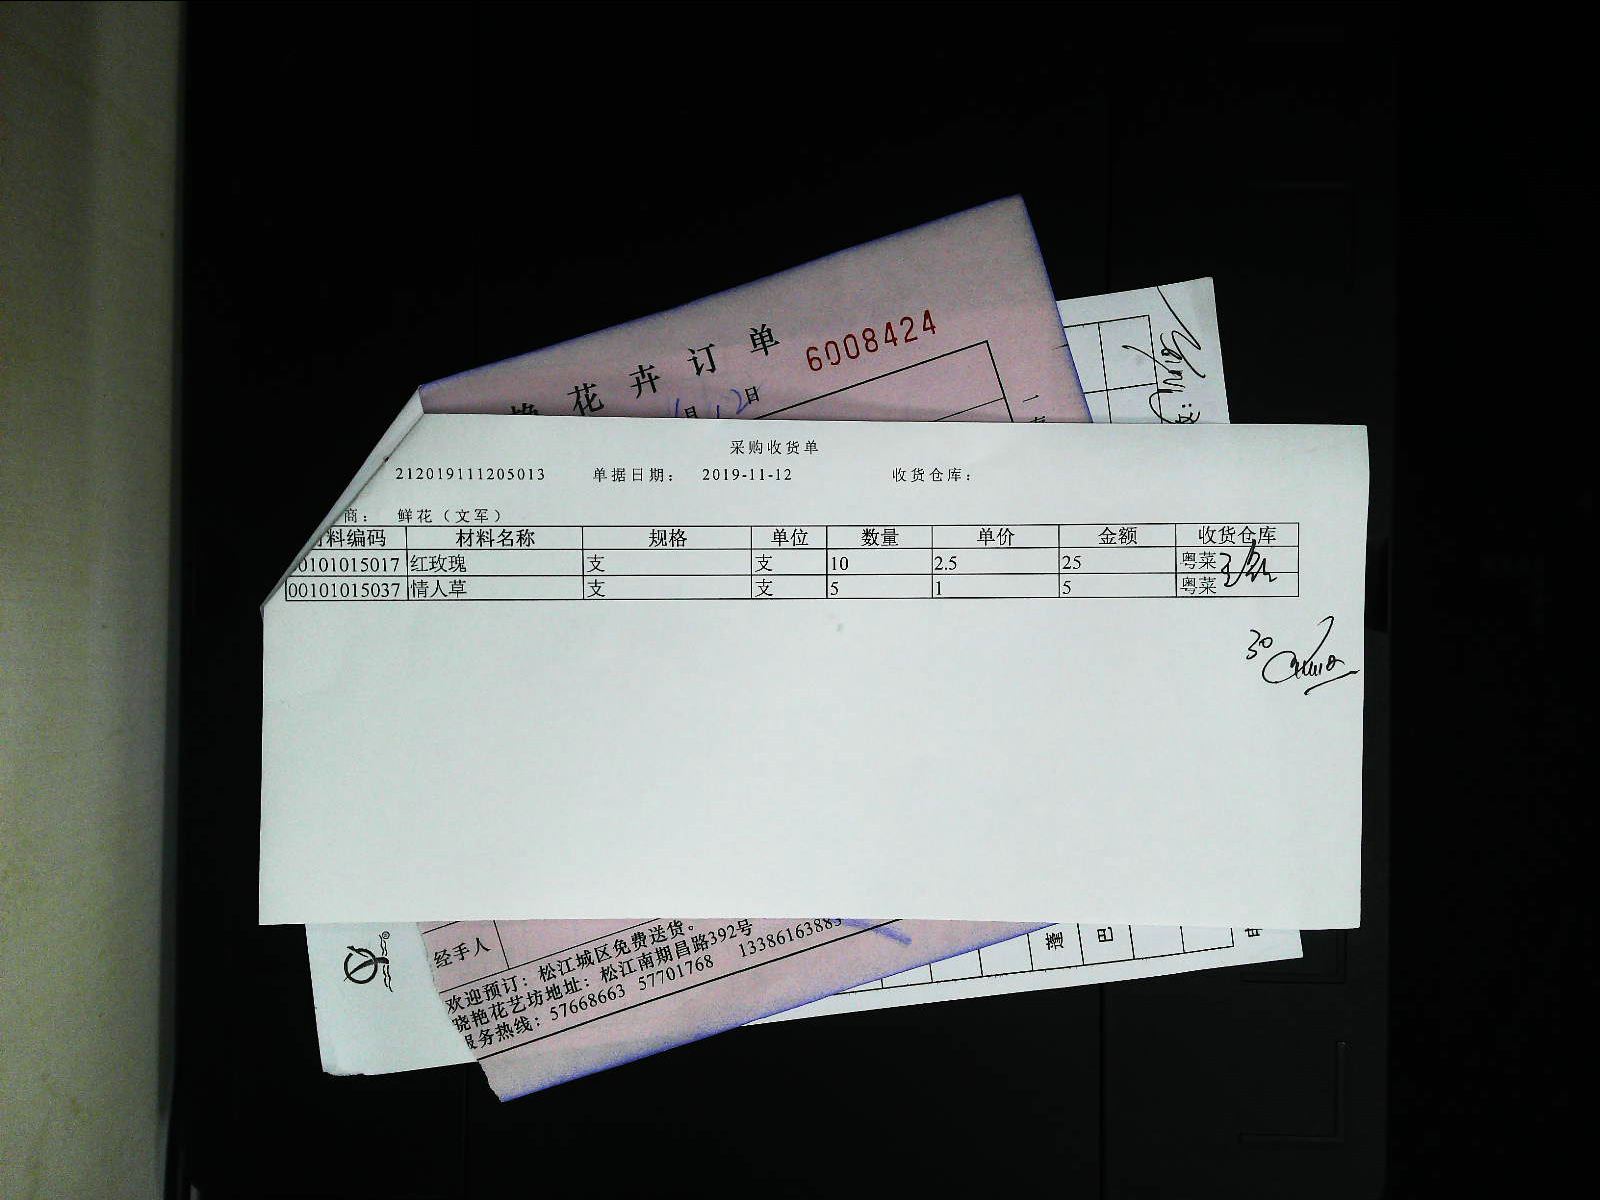 花卉订单 6008424
月12日
采购收货单
212019111205013 单据日期： 2019-11-12 收货仓库：
商： 鲜花（文军）
料编码 材料名称 规格 单位 数量 单价 金额 收货仓库
0101015017 红玫瑰 支 支 10 2.5 25 粤菜
00101015037 情人草 支 支 5 1 5 粤菜
30
经手人
欢迎预订：松江城区免费送货。
晓艳花艺坊地址：松江南期昌路392号
服务热线：57668663 57701768 13386163883